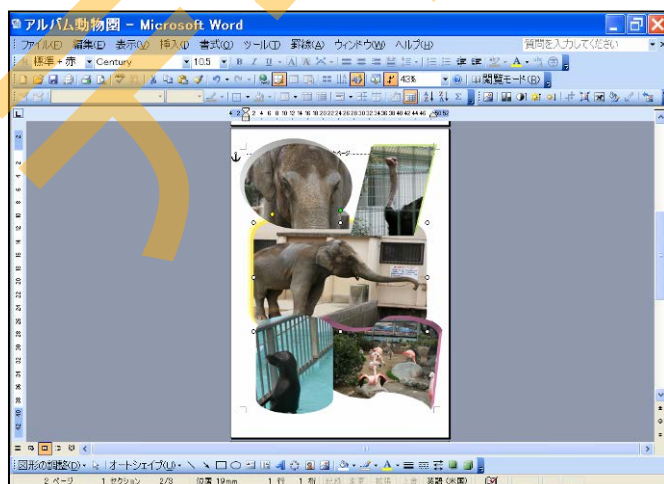 アルバム動物園 - Microsoft Word
ファイル(F) 編集(E) 表示(V) 挿入(I) 書式(O) ツール(T) 罫線(A) ウィンドウ(W) ヘルプ(H) 質問を入力してください
標準 + 赤 Century 10.5 B I U
43% 閲覧モード(R)
図形の調整(D) オートシェイプ(U)
2 ページ 1 セクション 2/3 位置 19mm 1 行 1 桁 英語 (米国)